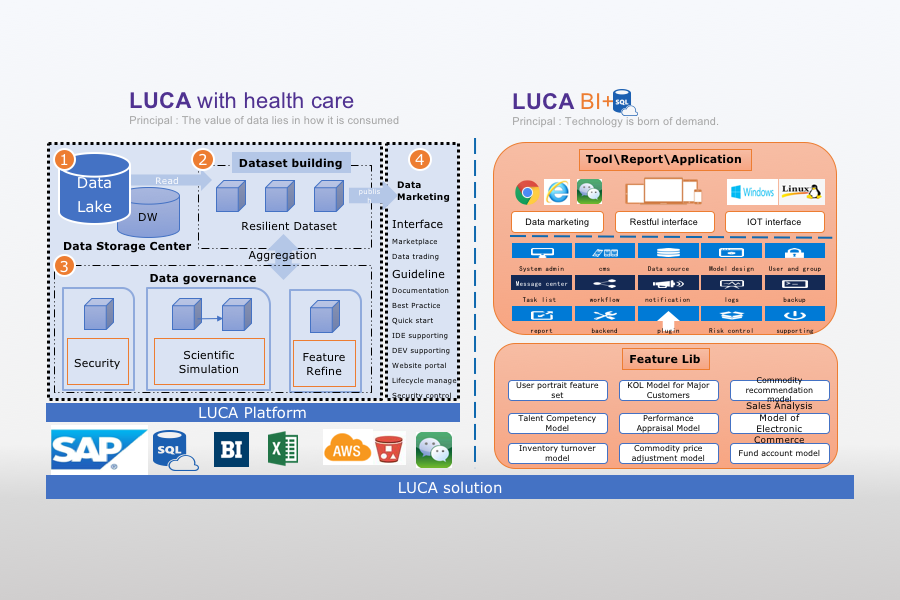 LUCA with health care
Principal : The value of data lies in how it is consumed
1
Data
Lake
DW
Data Storage Center
Read
2
Dataset building
Resilient Dataset
Aggregation
3
Data governance
Security
Scientific
Simulation
Feature
Refine
4
Data
Marketing
Interface
Marketplace
Data trading
Guideline
Documentation
Best Practice
Quick start
IDE supporting
DEV supporting
Website portal
Lifecycle manage
Security control
LUCA Platform
SAP
SQL
BI
X
AWS
LUCA BI+
SQL
Principal : Technology is born of demand.
Tool\Report\Application
Windows
Linux
Data marketing
Restful interface
IOT interface
System admin
cms
Data source
Model design
User and group
Message center
Task list
workflow
notification
logs
backup
report
backend
plugin
Risk control
supporting
Feature Lib
User portrait feature
set
KOL Model for Major
Customers
Commodity
recommendation
model
Talent Competency
Model
Performance
Appraisal Model
Sales Analysis
Model of
Electronic
Commerce
Inventory turnover
model
Commodity price
adjustment model
Fund account model
LUCA solution